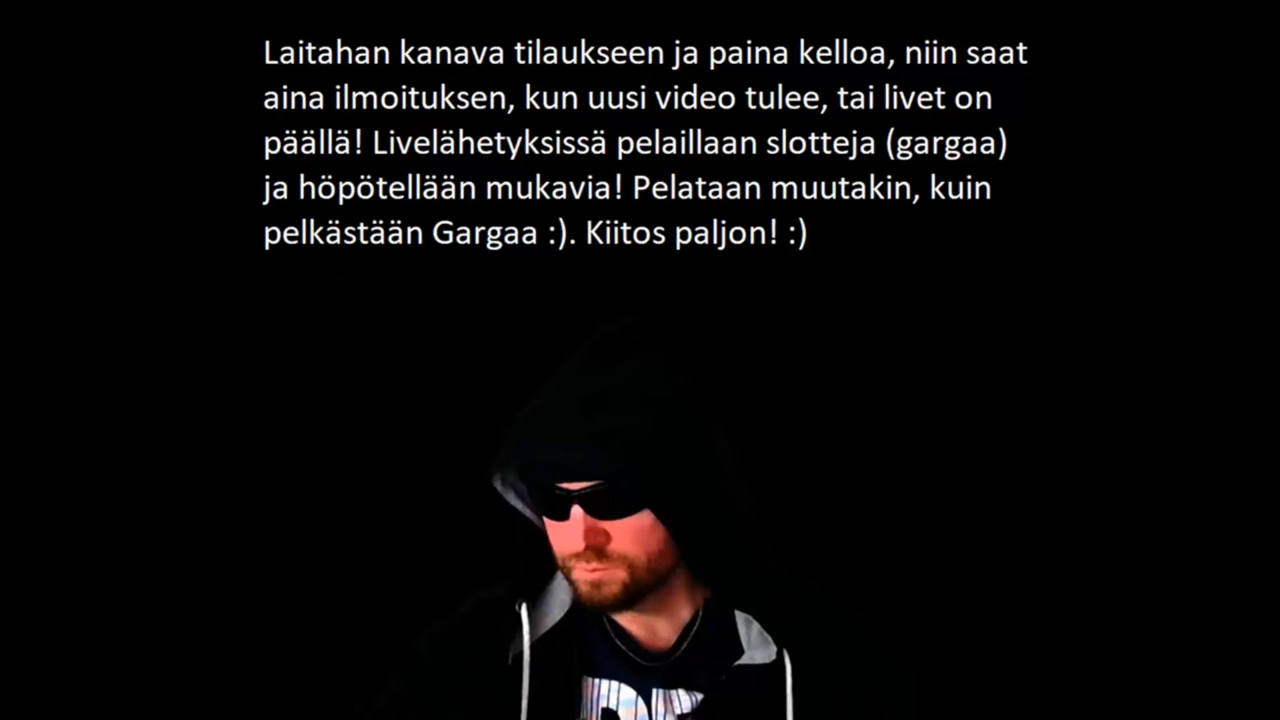 Laitahan kanava tilaukseen ja paina kelloa, niin saat
aina ilmoituksen, kun uusi video tulee, tai livet on
päällä! Livelähetyksissä pelaillaan slotteja (gargaa)
ja höpötellään mukavia! Pelataan muutakin, kuin
pelkästään Gargaa :). Kiitos paljon! :)